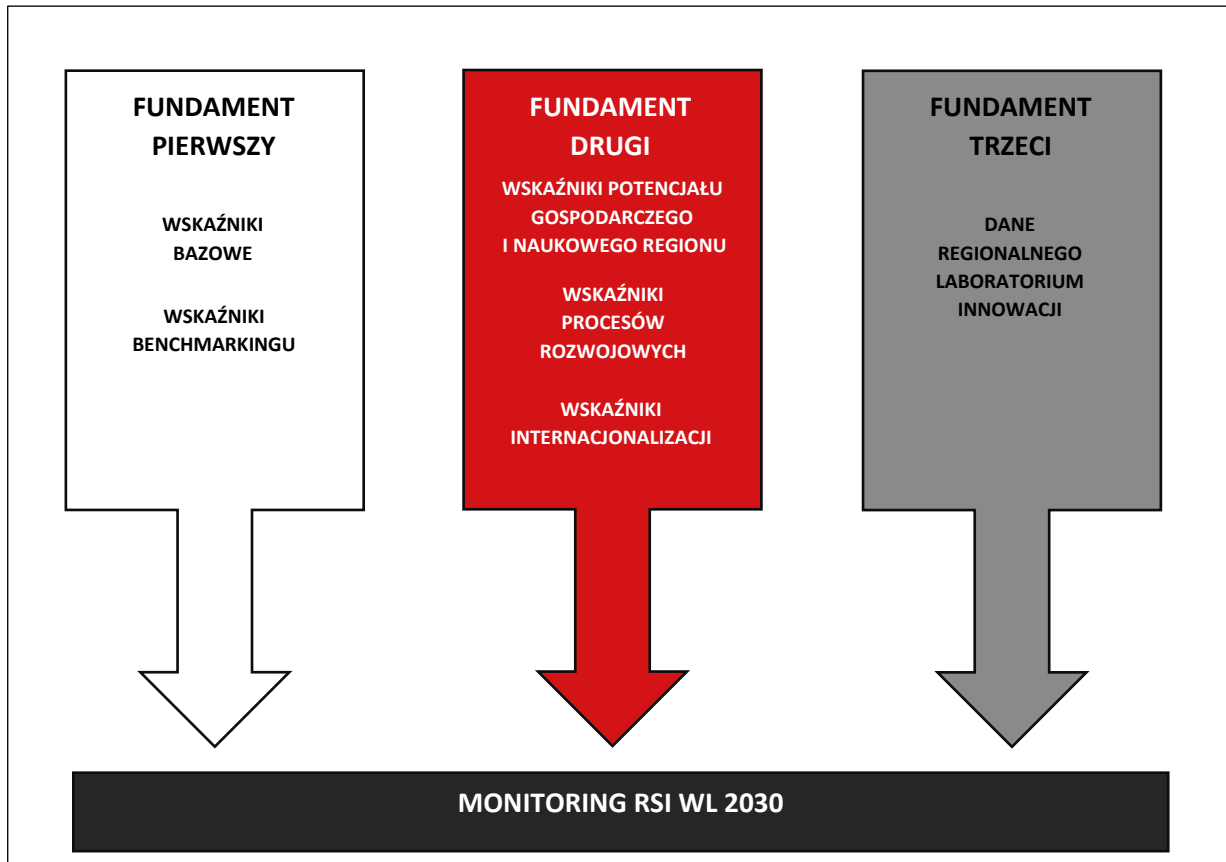 FUNDAMENT
PIERWSZY
WSKAŹNIKI
BAZOWE
WSKAŹNIKI
BENCHMARKINGU
FUNDAMENT
DRUGI
WSKAŹNIKI POTENCJAŁU
GOSPODARCZEGO
I NAUKOWEGO REGIONU
WSKAŹNIKI
PROCESÓW
ROZWOJOWYCH
WSKAŹNIKI
INTERNACJONALIZACJI
FUNDAMENT
TRZECI
DANE
REGIONALNEGO
LABORATORIUM
INNOWACJI
MONITORING RSI WL 2030